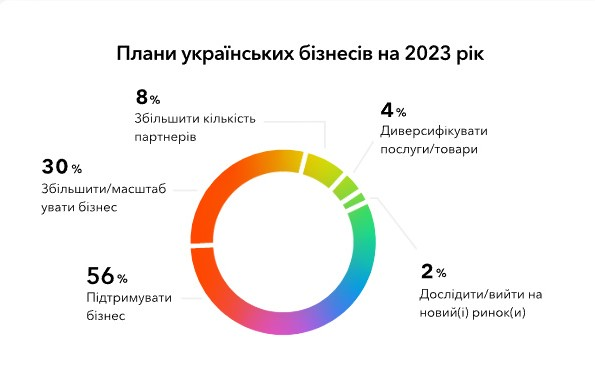 Плани українських бізнесів на 2023 рік
8 %
Збільшити кількість
партнерів
4 %
Диверсифікувати
послуги/товари
30 %
Збільшити/масштаб
увати бізнес
56 %
Підтримувати
бізнес
2 %
Дослідити/вийти на
новий(і) ринок(и)